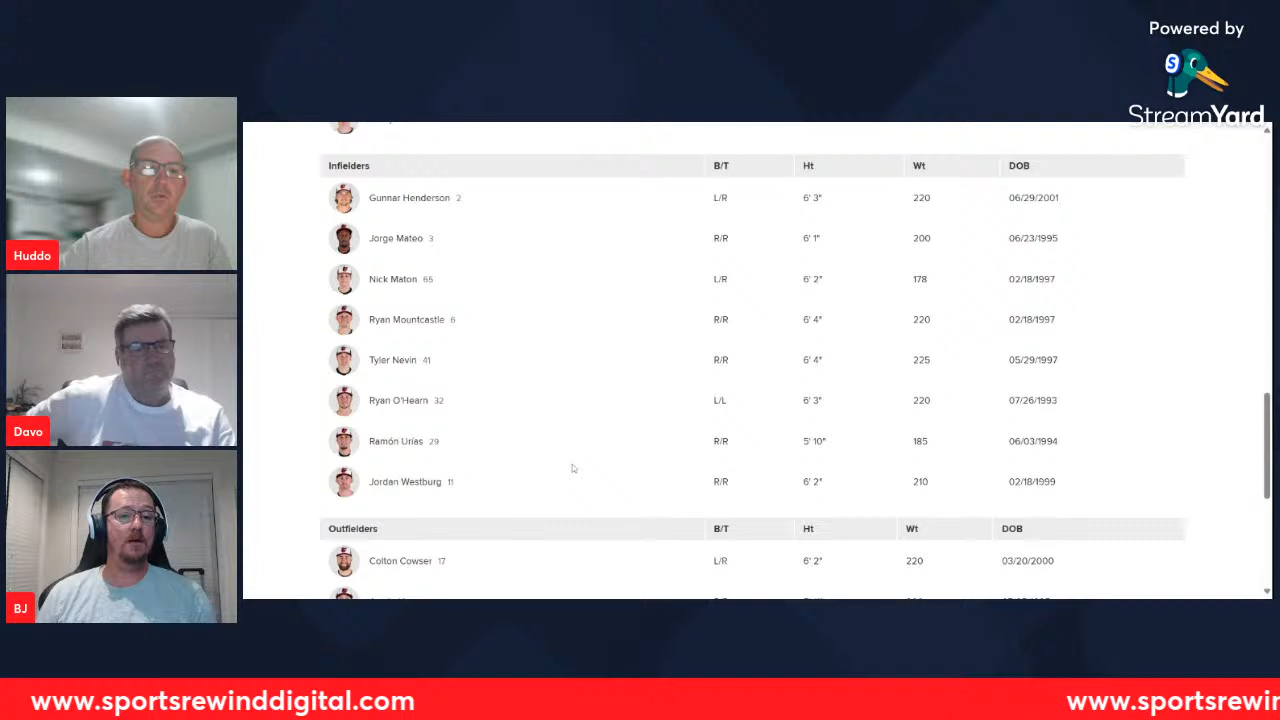 Powered by
StreamYard
Huddo
Davo
BJ
Infielders B/T Ht Wt DOB
Gunnar Henderson 2 L/R 6' 3" 220 06/29/2001
Jorge Mateo 3 R/R 6' 1" 200 06/23/1995
Nick Maton 65 L/R 6' 2" 178 02/18/1997
Ryan Mountcastle 6 R/R 6' 4" 220 02/18/1997
Tyler Nevin 41 R/R 6' 4" 225 05/29/1997
Ryan O'Hearn 32 L/L 6' 3" 220 07/26/1993
Ramón Urías 29 R/R 5' 10" 185 06/03/1994
Jordan Westburg 11 R/R 6' 2" 210 02/18/1999
Outfielders B/T Ht Wt DOB
Colton Cowser 17 L/R 6' 2" 220 03/20/2000
www.sportsrewinddigital.com www.sportsrewin